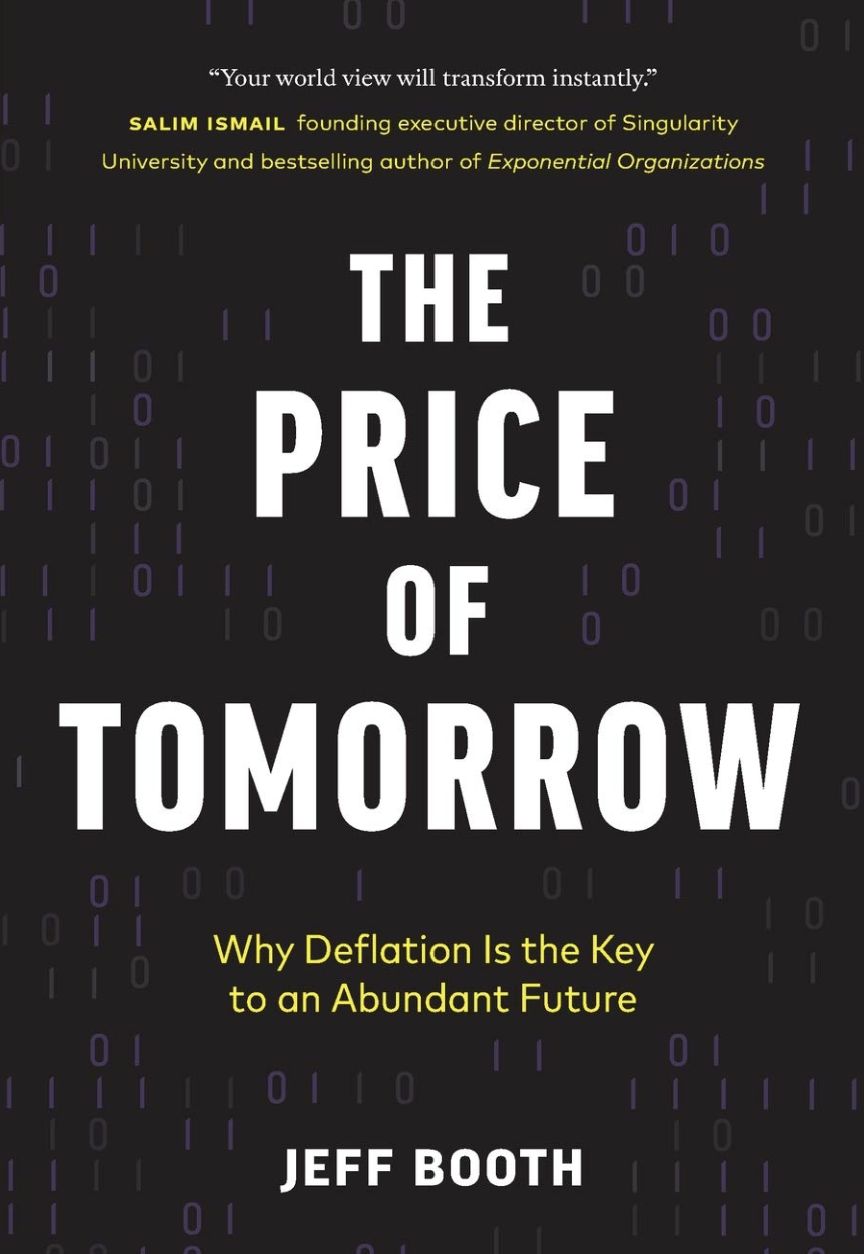 “Your world view will transform instantly.”
SALIM ISMAIL founding executive director of Singularity
University and bestselling author of Exponential Organizations
THE
PRICE
OF
TOMORROW
Why Deflation Is the Key
to an Abundant Future
JEFF BOOTH